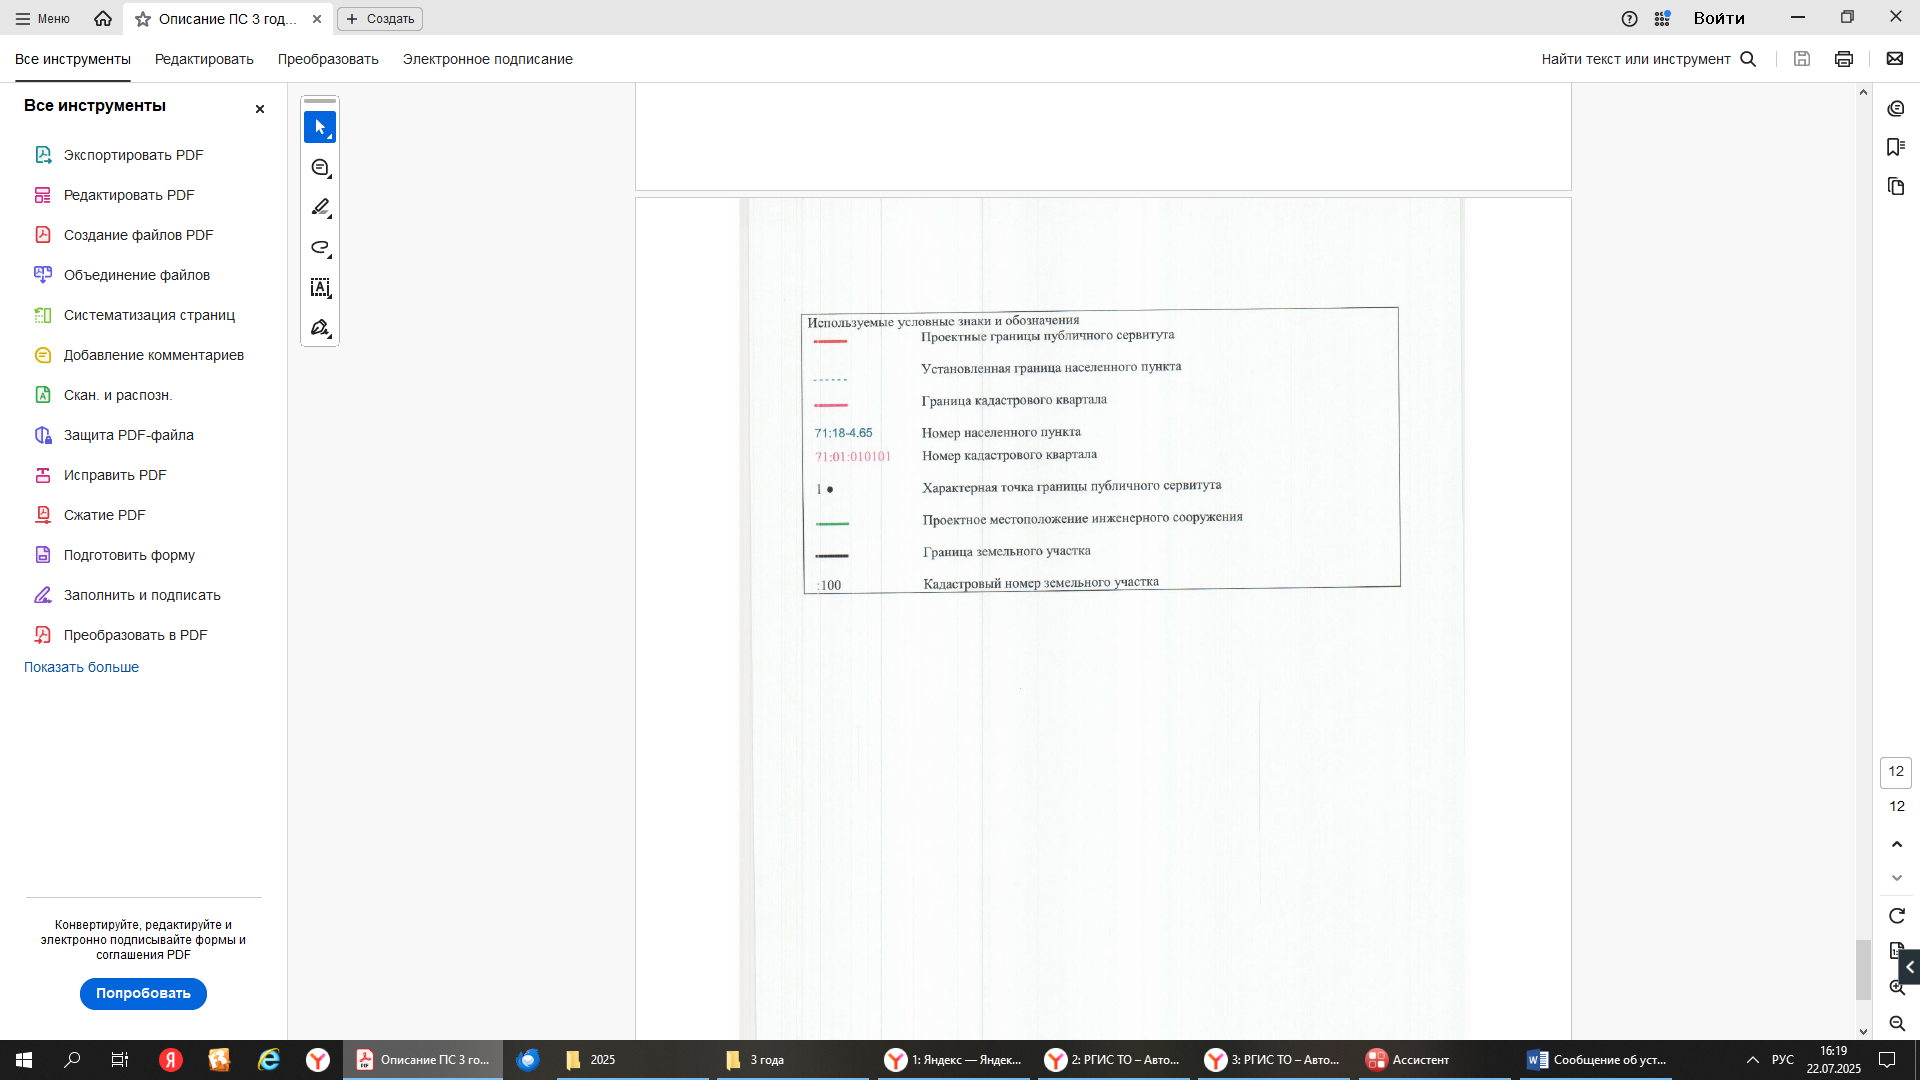 Меню
Описание ПС 3 год...
Создать
Войти
Все инструменты
Редактировать
Преобразовать
Электронное подписание
Найти текст или инструмент
Все инструменты
Экспортировать PDF
Редактировать PDF
Создание файлов PDF
Объединение файлов
Систематизация страниц
Добавление комментариев
Скан. и распозн.
Защита PDF-файла
Исправить PDF
Сжатие PDF
Подготовить форму
Заполнить и подписать
Преобразовать в PDF
Показать больше
Конвертируйте, редактируйте и
электронно подписывайте формы и
соглашения PDF
Попробовать
Используемые условные знаки и обозначения
Проектные границы публичного сервитута
Установленная граница населенного пункта
Граница кадастрового квартала
71:18-4.65 Номер населенного пункта
71:01:010101 Номер кадастрового квартала
1 Характерная точка границы публичного сервитута
Проектное местоположение инженерного сооружения
Граница земельного участка
:100 Кадастровый номер земельного участка
12
12
Описание ПС 3 го...
2025
3 года
1: Яндекс — Яндек...
2: РГИС ТО – Авто...
3: РГИС ТО – Авто...
Ассистент
Сообщение об уст...
РУС
16:19
22.07.2025